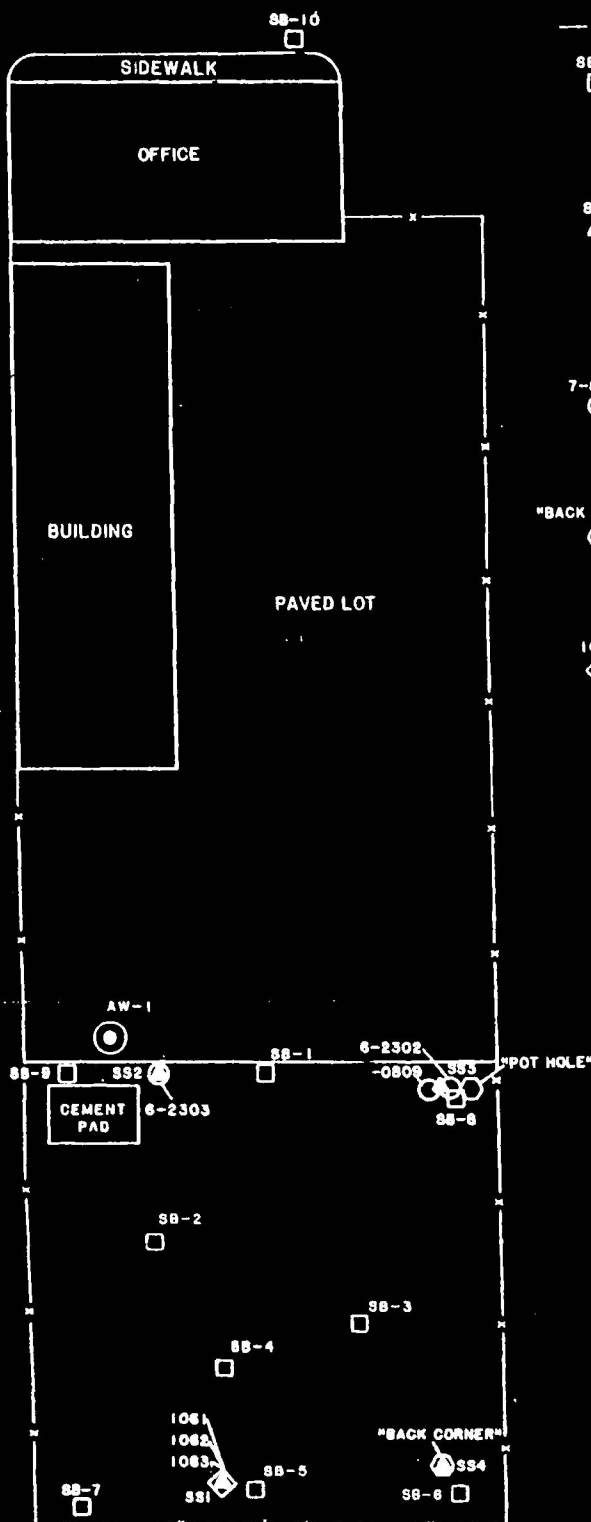 SB-10
SIDEWALK
OFFICE
BUILDING
PAVED LOT
7-
"BACK
AW-1
SB-9
SS2
SB-1
6-2302
SS3
"POT HOLE"
-0809
SB-8
CEMENT
PAD
6-2303
SB-2
SB-3
SB-4
1061
1062
1063
"BACK CORNER"
SS4
SS1
SB-5
SB-6
SB-7